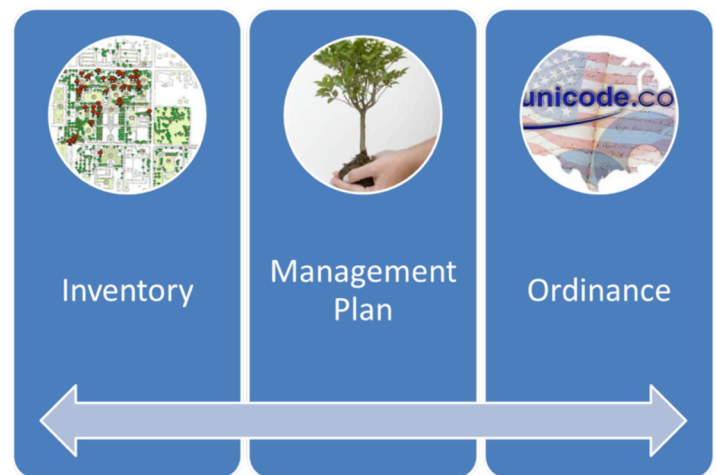 unicode.co
Inventory
Management
Plan
Ordinance